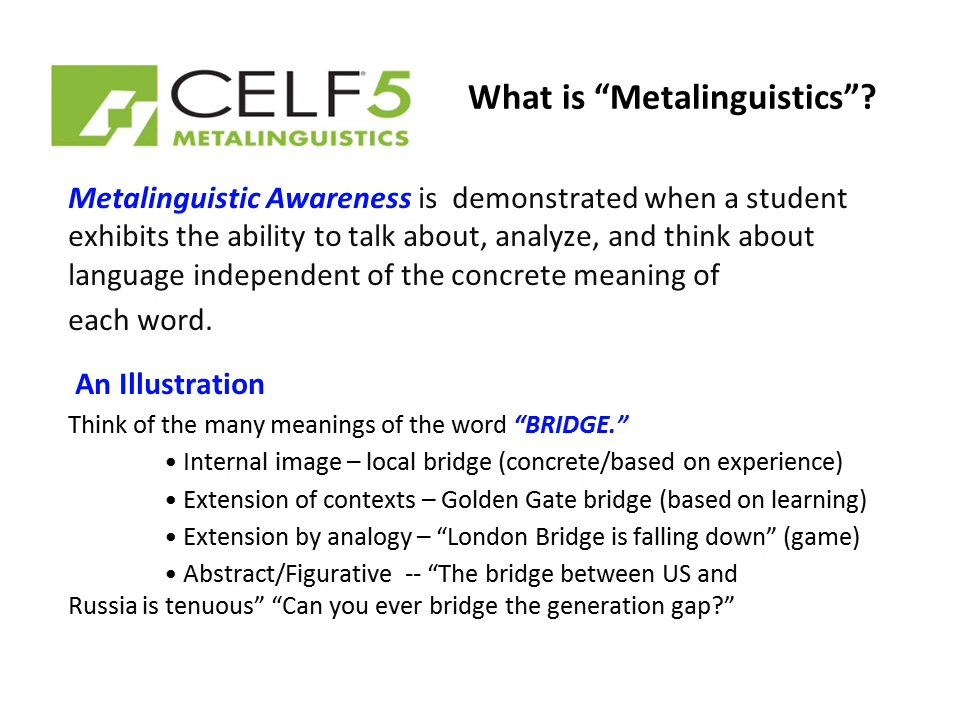 CELF®5
METALINGUISTICS
What is “Metalinguistics”?
Metalinguistic Awareness is  demonstrated when a student
exhibits the ability to talk about, analyze, and think about
language independent of the concrete meaning of
each word.
An Illustration
Think of the many meanings of the word “BRIDGE.”
• Internal image – local bridge (concrete/based on experience)
• Extension of contexts – Golden Gate bridge (based on learning)
• Extension by analogy – “London Bridge is falling down” (game)
• Abstract/Figurative  -- “The bridge between US and
Russia is tenuous” “Can you ever bridge the generation gap?”